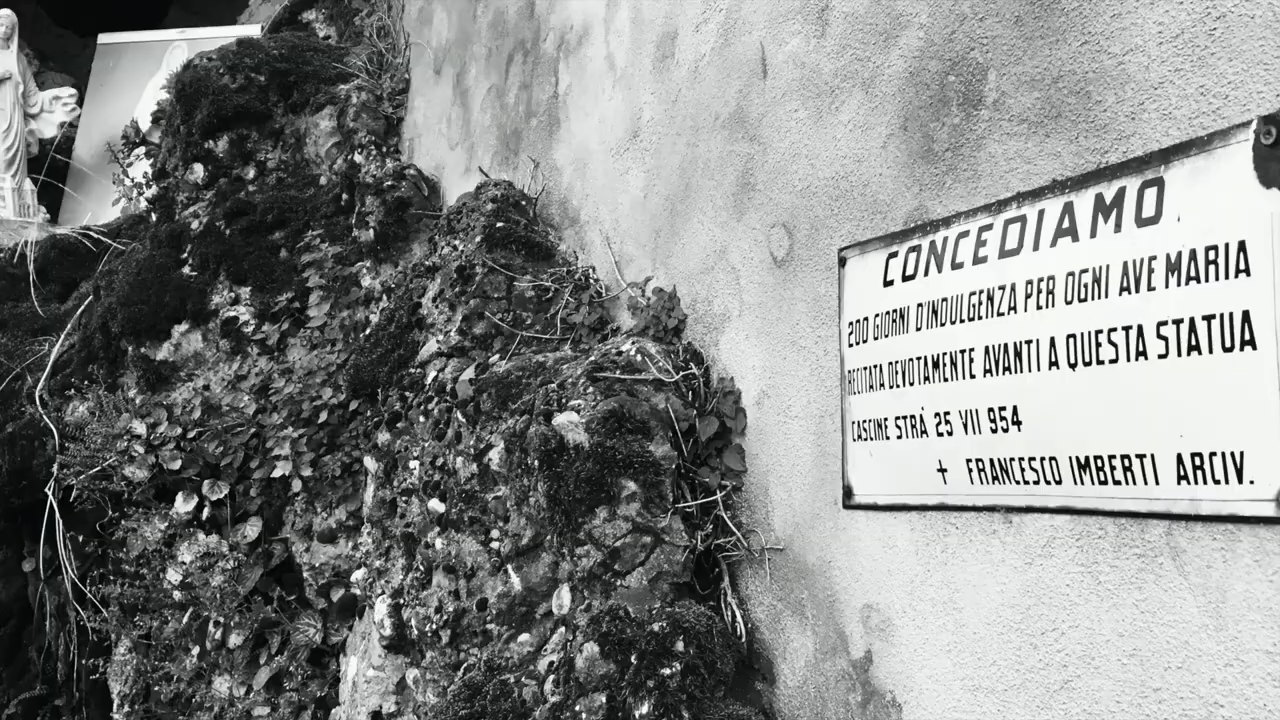 CONCEDIAMO
200 GIORNI D'INDULGENZA PER OGNI AVE MARIA
RECITATA DEVOTAMENTE AVANTI A QUESTA STATUA
CASCINE STRÀ 25 VII 954
† FRANCESCO IMBERTI ARCIV.